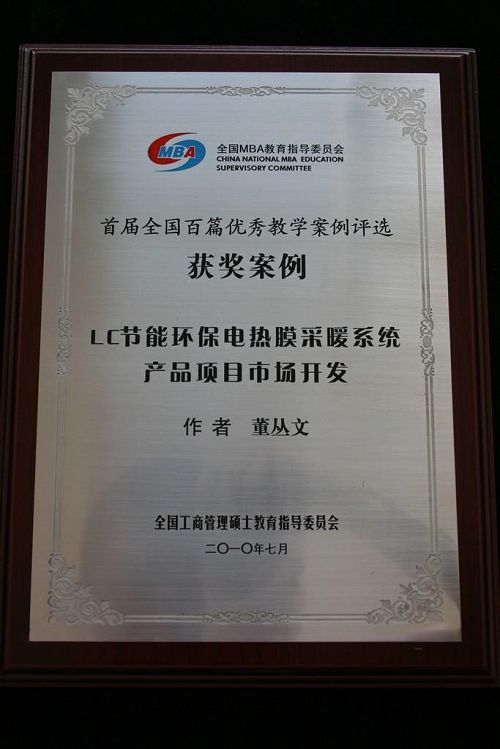 MBA
全国MBA教育指导委员会
CHINA NATIONAL MBA EDUCATION
SUPERVISORY COMMITTEE
首届全国百篇优秀教学案例评选
获奖案例
LC节能环保电热膜采暖系统
产品项目市场开发
作者 董丛文
全国工商管理硕士教育指导委员会
二〇一〇年七月